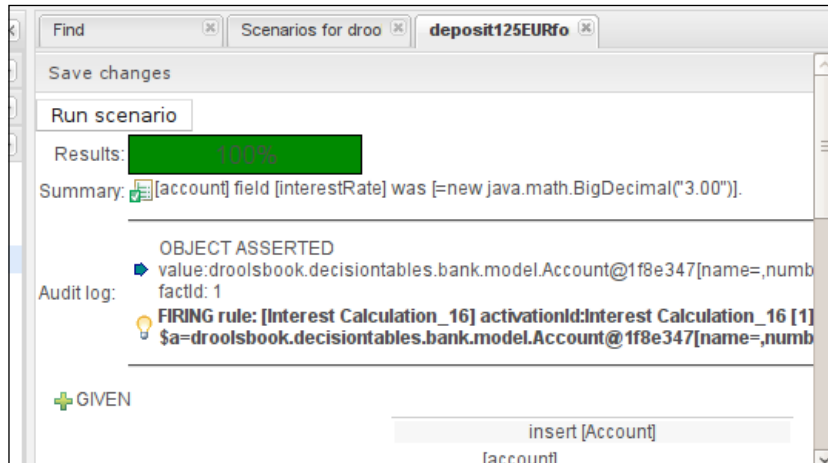 Find
Scenarios for droo
deposit125EURfo
Save changes
Run scenario
Results:
100%
Summary:
[account] field [interestRate] was [=new java.math.BigDecimal("3.00")].
OBJECT ASSERTED
value:droolsbook.decisiontables.bank.model.Account@1f8e347[name=,numb
Audit log:
factId: 1
FIRING rule: [Interest Calculation_16] activationId:Interest Calculation_16 [1]
$a=droolsbook.decisiontables.bank.model.Account@1f8e347[name=,numb
GIVEN
insert [Account]
[account]